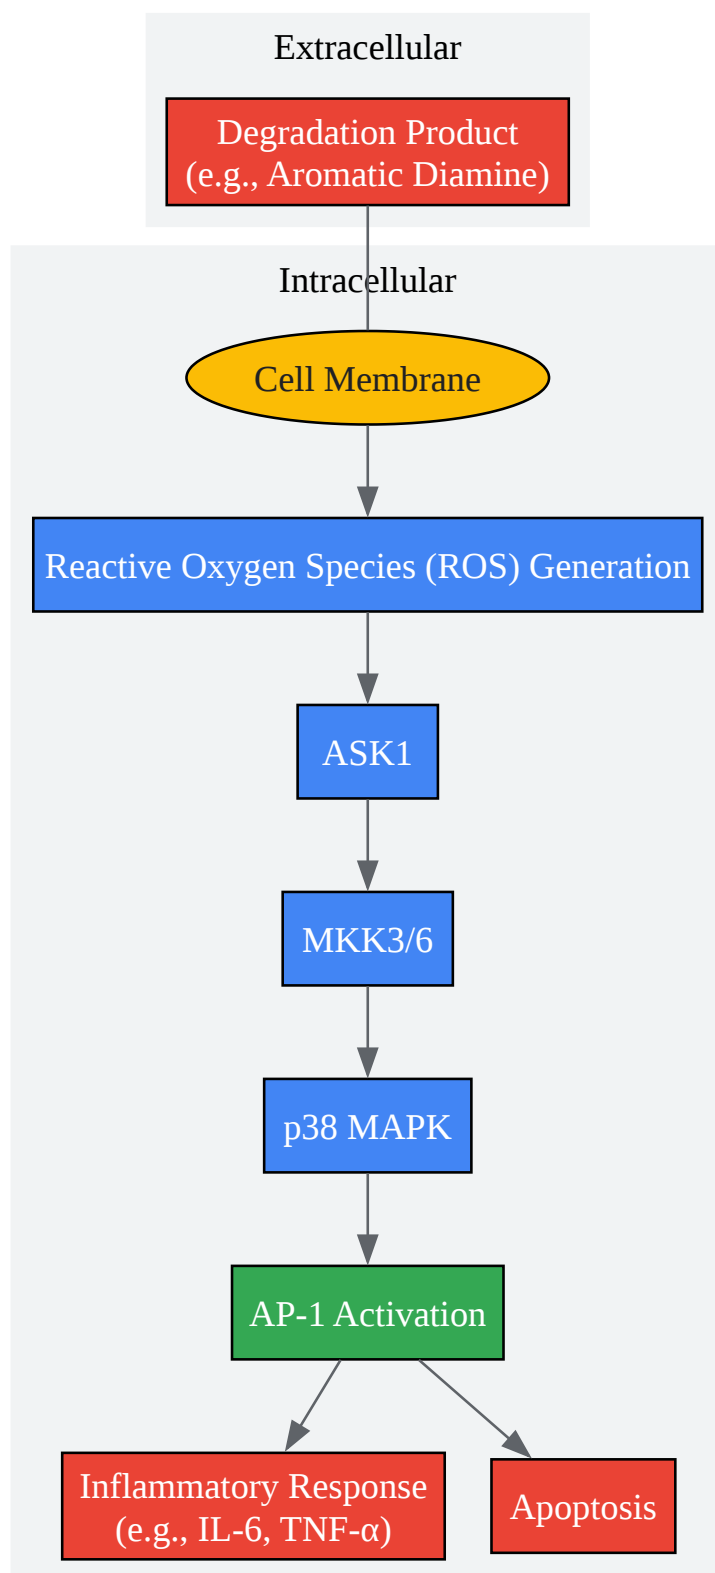 Extracellular
Degradation Product
(e.g., Aromatic Diamine)
Intracellular
Cell Membrane
Reactive Oxygen Species (ROS) Generation
ASK1
MKK3/6
p38 MAPK
AP-1 Activation
Inflammatory Response
(e.g., IL-6, TNF-α)
Apoptosis